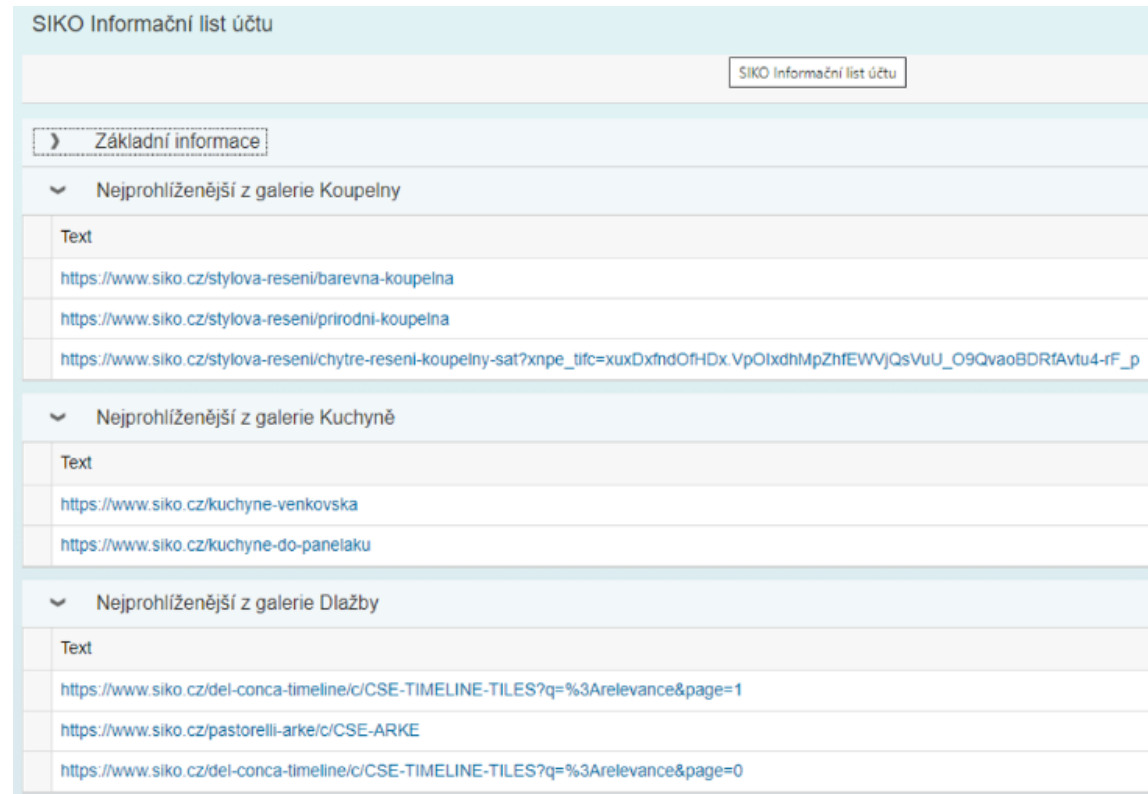 SIKO Informační list účtu
SIKO Informační list účtu
Základní informace
Nejprohlíženější z galerie Koupelny
Text
https://www.siko.cz/stylova-reseni/barevna-koupelna
https://www.siko.cz/stylova-reseni/prirodni-koupelna
https://www.siko.cz/stylova-reseni/chytre-reseni-koupelny-sat?xnpe_tifc=xuxDxfndOfHDx.VpOIxdhMpZhfEWVjQsVuU_O9QvaoBDRfAvtu4-rF_p
Nejprohlíženější z galerie Kuchyně
Text
https://www.siko.cz/kuchyne-venkovska
https://www.siko.cz/kuchyne-do-panelaku
Nejprohlíženější z galerie Dlažby
Text
https://www.siko.cz/del-conca-timeline/c/CSE-TIMELINE-TILES?q=%3Arelevance&page=1
https://www.siko.cz/pastorelli-arke/c/CSE-ARKE
https://www.siko.cz/del-conca-timeline/c/CSE-TIMELINE-TILES?q=%3Arelevance&page=0